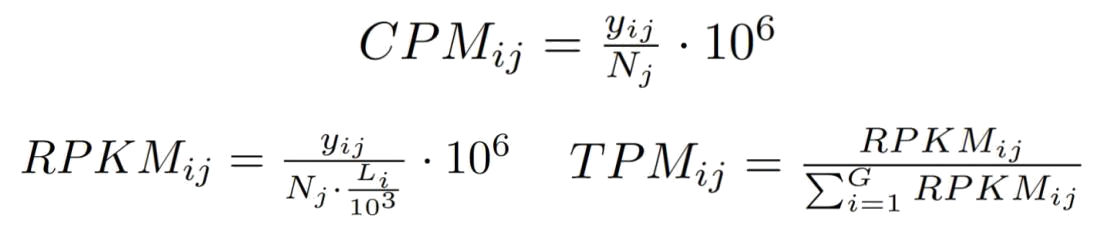 $CPM_{ij} = \frac{y_{ij}}{N_j} \cdot 10^6$
$RPKM_{ij} = \frac{y_{ij}}{N_j \cdot \frac{L_i}{10^3}} \cdot 10^6$ $TPM_{ij} = \frac{RPKM_{ij}}{\sum_{i=1}^{G} RPKM_{ij}}$